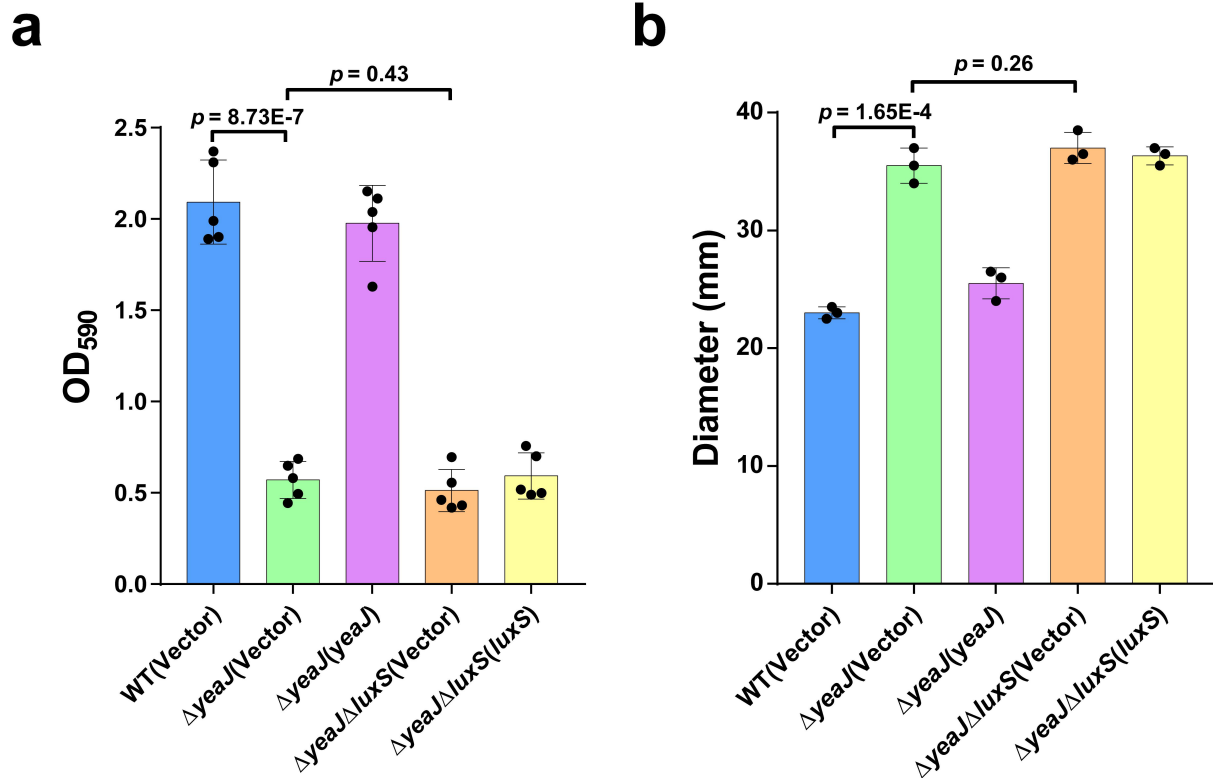 a
p = 0.43
p = 8.73E-7
2.5
2.0
1.5
1.0
0.5
0.0
OD590
WT(Vector)
ΔyeaJ(Vector)
ΔyeaJ(yeaJ)
ΔyeaJΔluxS(Vector)
ΔyeaJΔluxS(luxS)
b
p = 0.26
p = 1.65E-4
40
30
20
10
0
Diameter (mm)
WT(Vector)
ΔyeaJ(Vector)
ΔyeaJ(yeaJ)
ΔyeaJΔluxS(Vector)
ΔyeaJΔluxS(luxS)